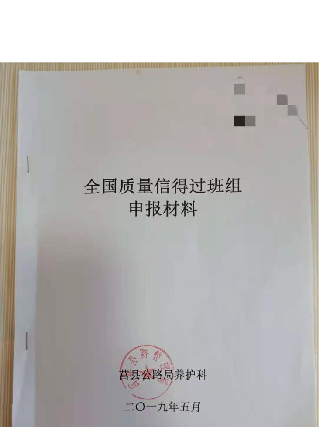 全国质量信得过班组
申报材料
莒县公路局养护科
二〇一九年五月